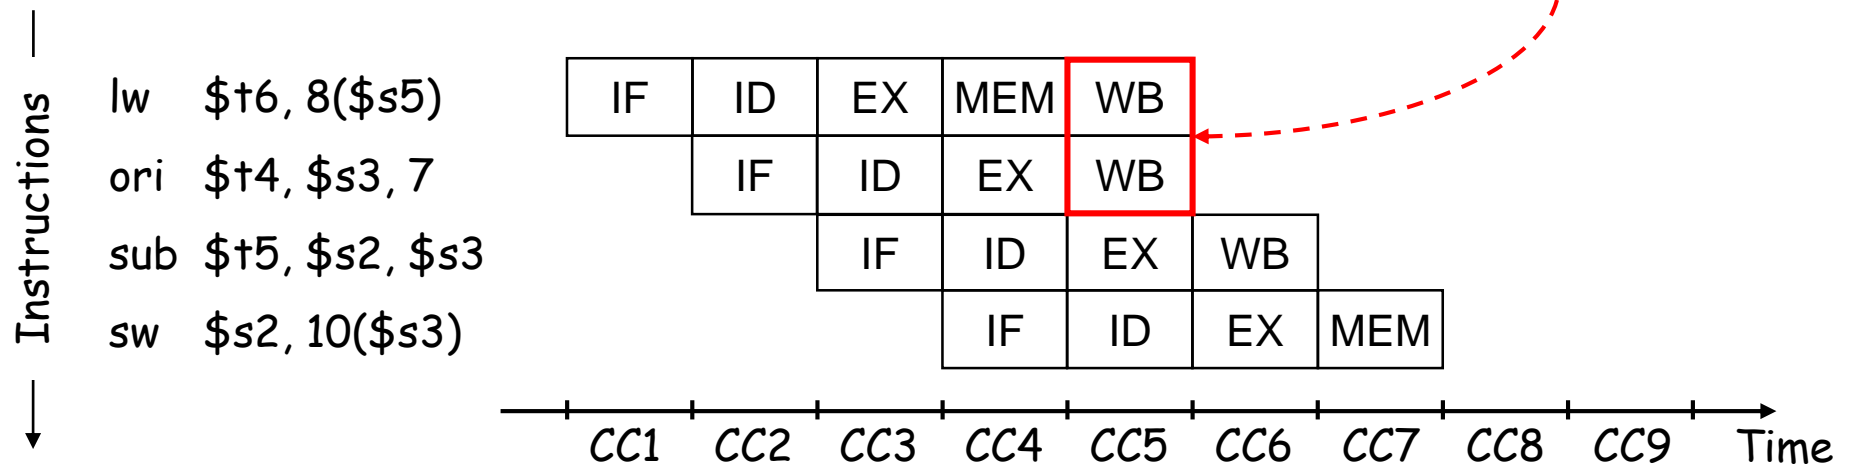 Instructions
lw $t6, 8($s5) IF ID EX MEM WB
ori $t4, $s3, 7 IF ID EX WB
sub $t5, $s2, $s3 IF ID EX WB
sw $s2, 10($s3) IF ID EX MEM
CC1 CC2 CC3 CC4 CC5 CC6 CC7 CC8 CC9 Time